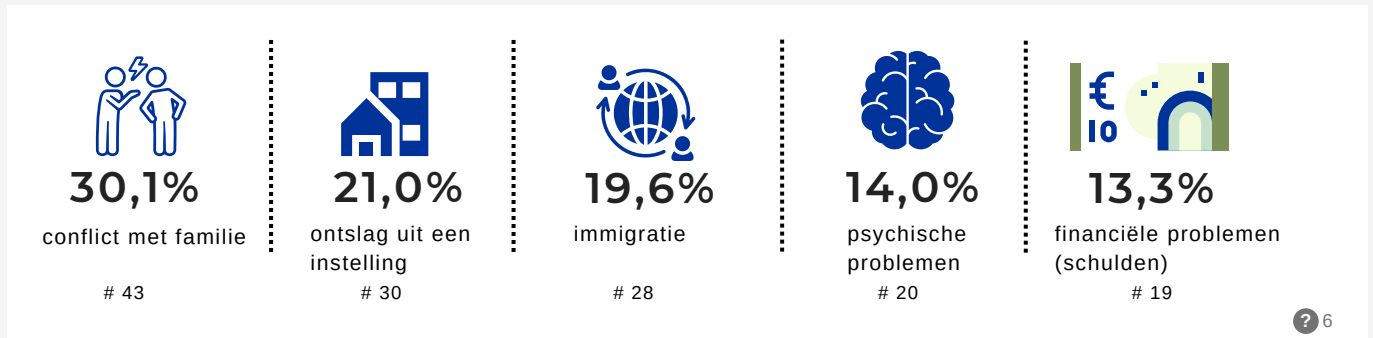 €
10
30,1%
conflict met familie
# 43
21,0%
ontslag uit een
instelling
# 30
19,6%
immigratie
# 28
14,0%
psychische
problemen
# 20
13,3%
financiële problemen
(schulden)
# 19
? 6